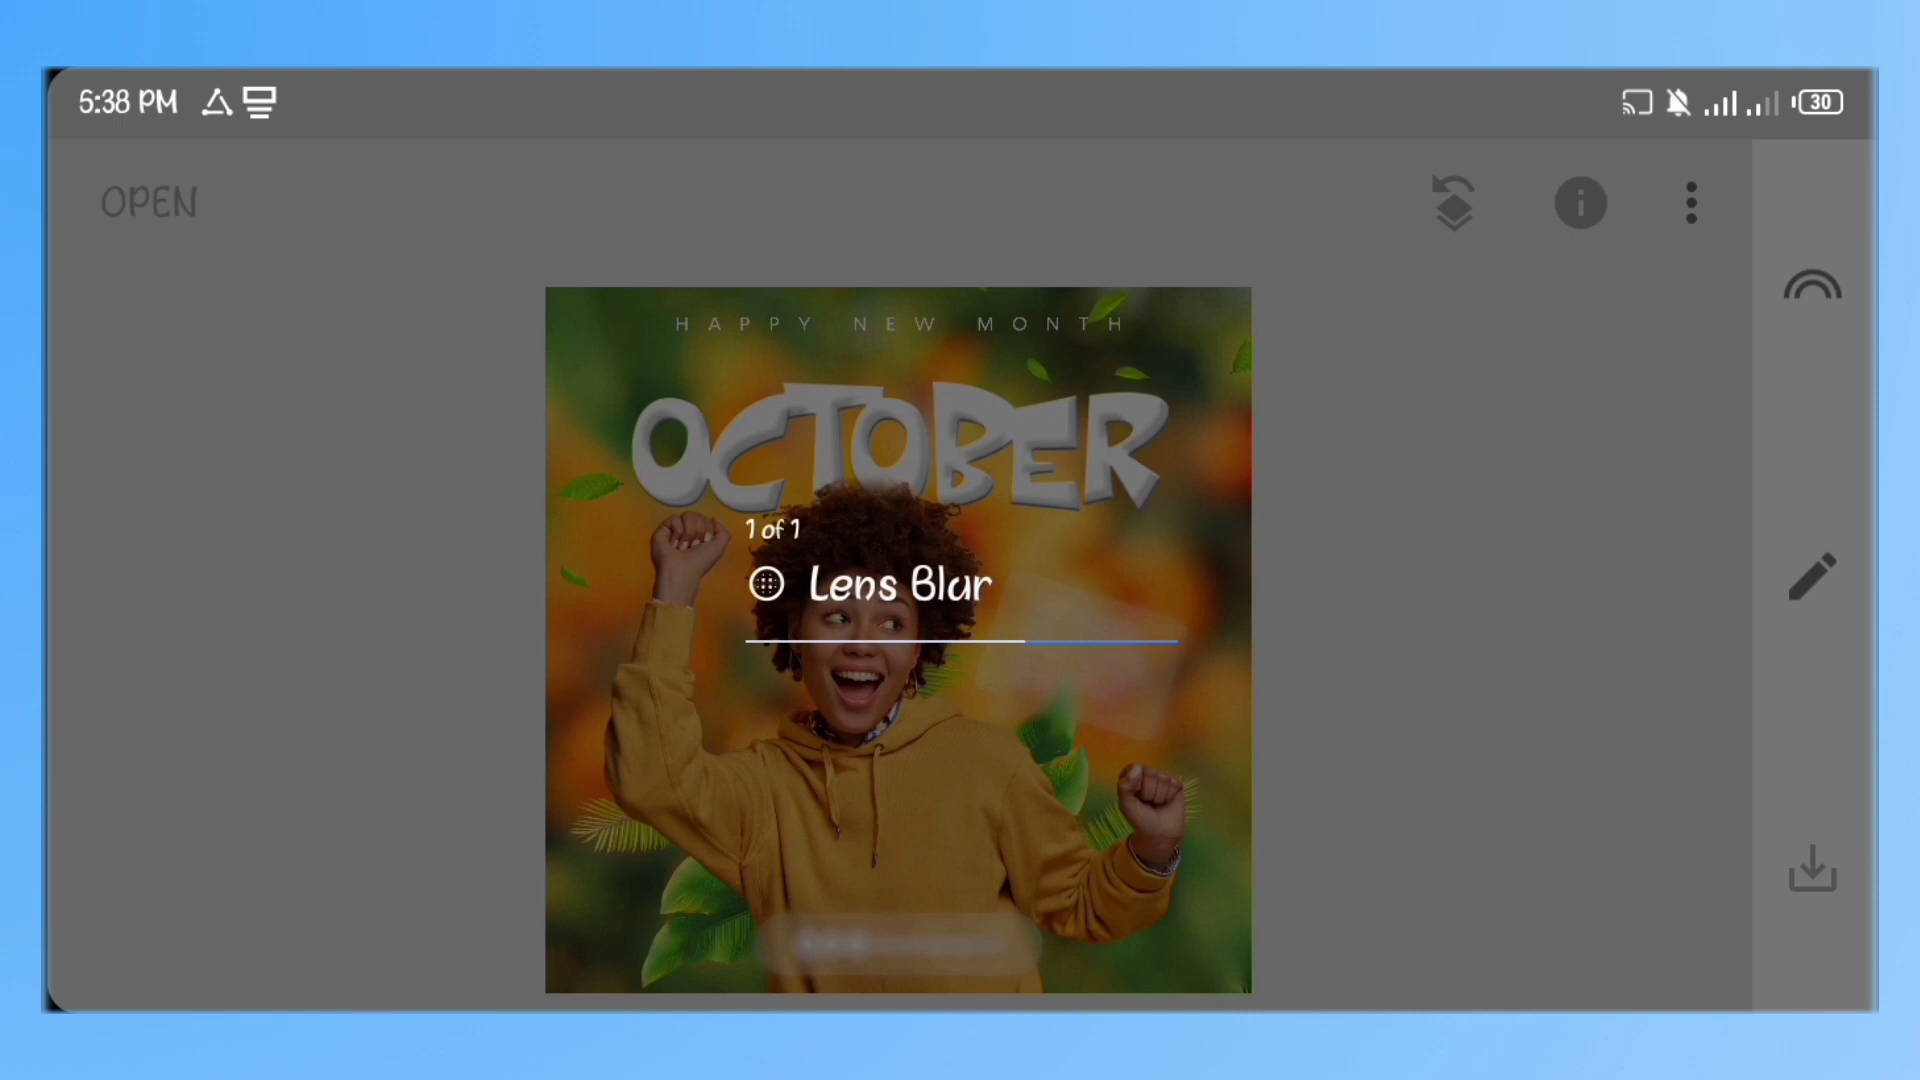 5:38 PM
30
OPEN
HAPPY NEW MONTH
OCTOBER
1 of 1
Lens Blur